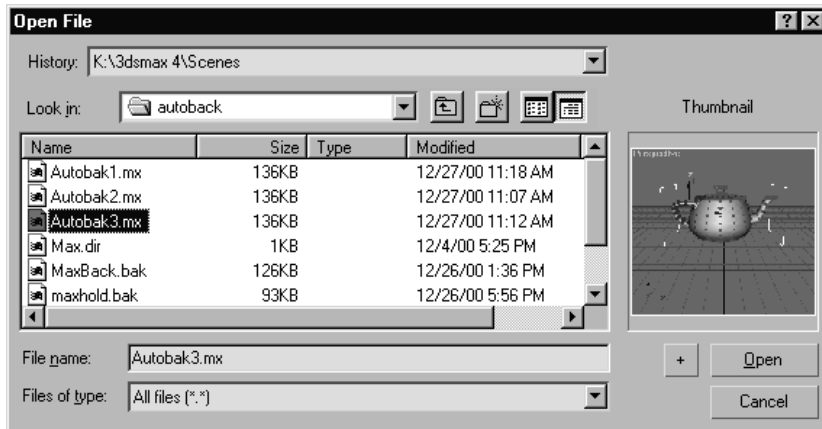 Open File
History: K:\3dsmax 4\Scenes
Look in: autoback
Thumbnail
Name Size Type Modified
Autobak1.mx 136KB 12/27/00 11:18 AM
Autobak2.mx 136KB 12/27/00 11:07 AM
Autobak3.mx 136KB 12/27/00 11:12 AM
Max.dir 1KB 12/4/00 5:25 PM
MaxBack.bak 126KB 12/26/00 1:36 PM
maxhold.bak 93KB 12/26/00 5:56 PM
File name: Autobak3.mx + Open
Files of type: All files (*.*) Cancel